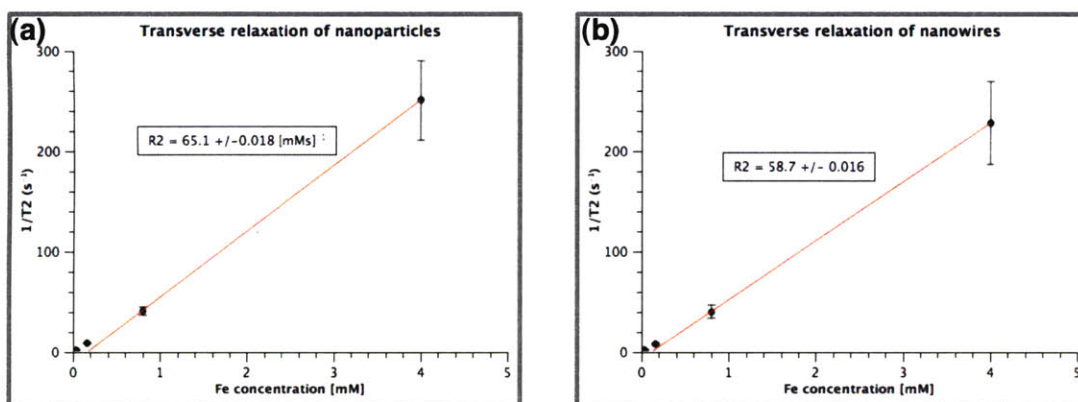 (a)
Transverse relaxation of nanoparticles
300
200
100
0
1/T2 (s⁻¹)
R2 = 65.1 +/-0.018 [mMs]
0 1 2 3 4 5
Fe concentration [mM]
(b)
Transverse relaxation of nanowires
300
200
100
0
1/T2 (s⁻¹)
R2 = 58.7 +/- 0.016
0 1 2 3 4 5
Fe concentration [mM]